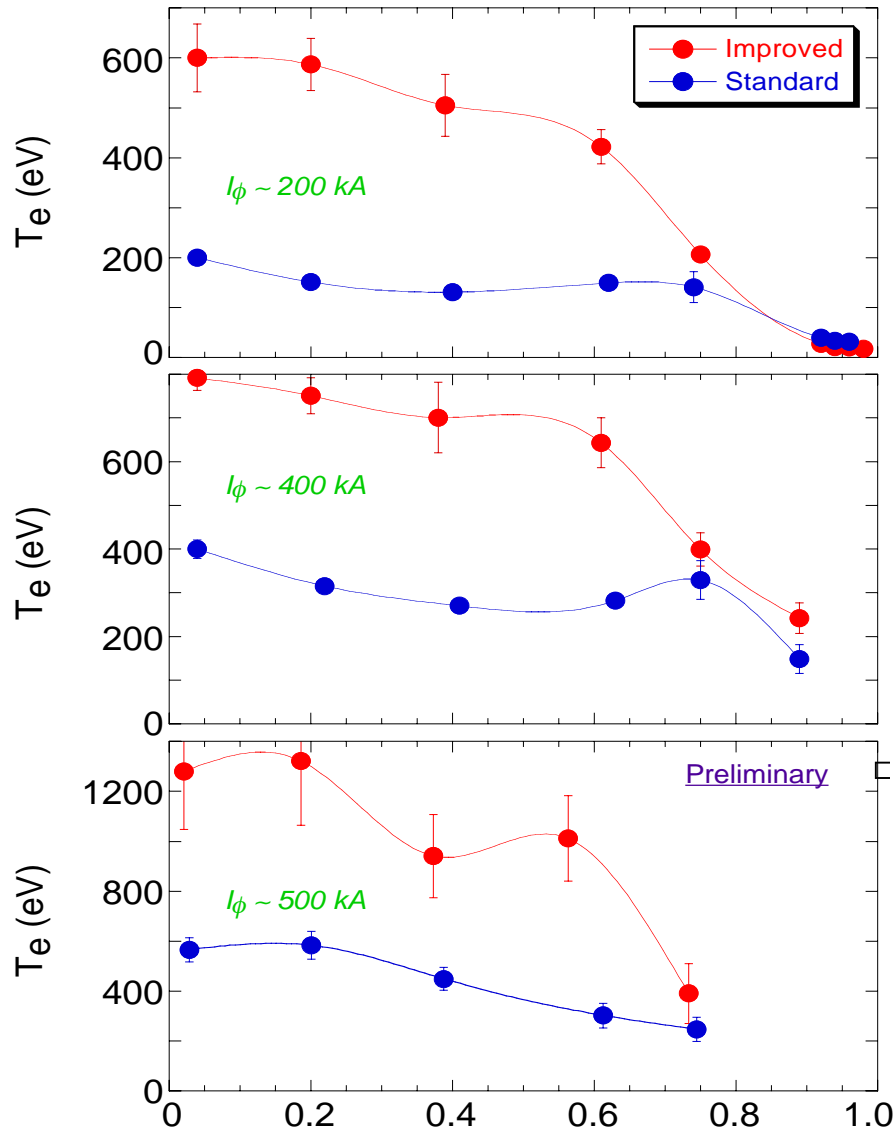 600
400
200
0
Te (eV)
Improved
Standard
Iϕ ~ 200 kA
600
400
200
0
Te (eV)
Iϕ ~ 400 kA
1200
800
400
0
Te (eV)
Preliminary
Iϕ ~ 500 kA
0 0.2 0.4 0.6 0.8 1.0